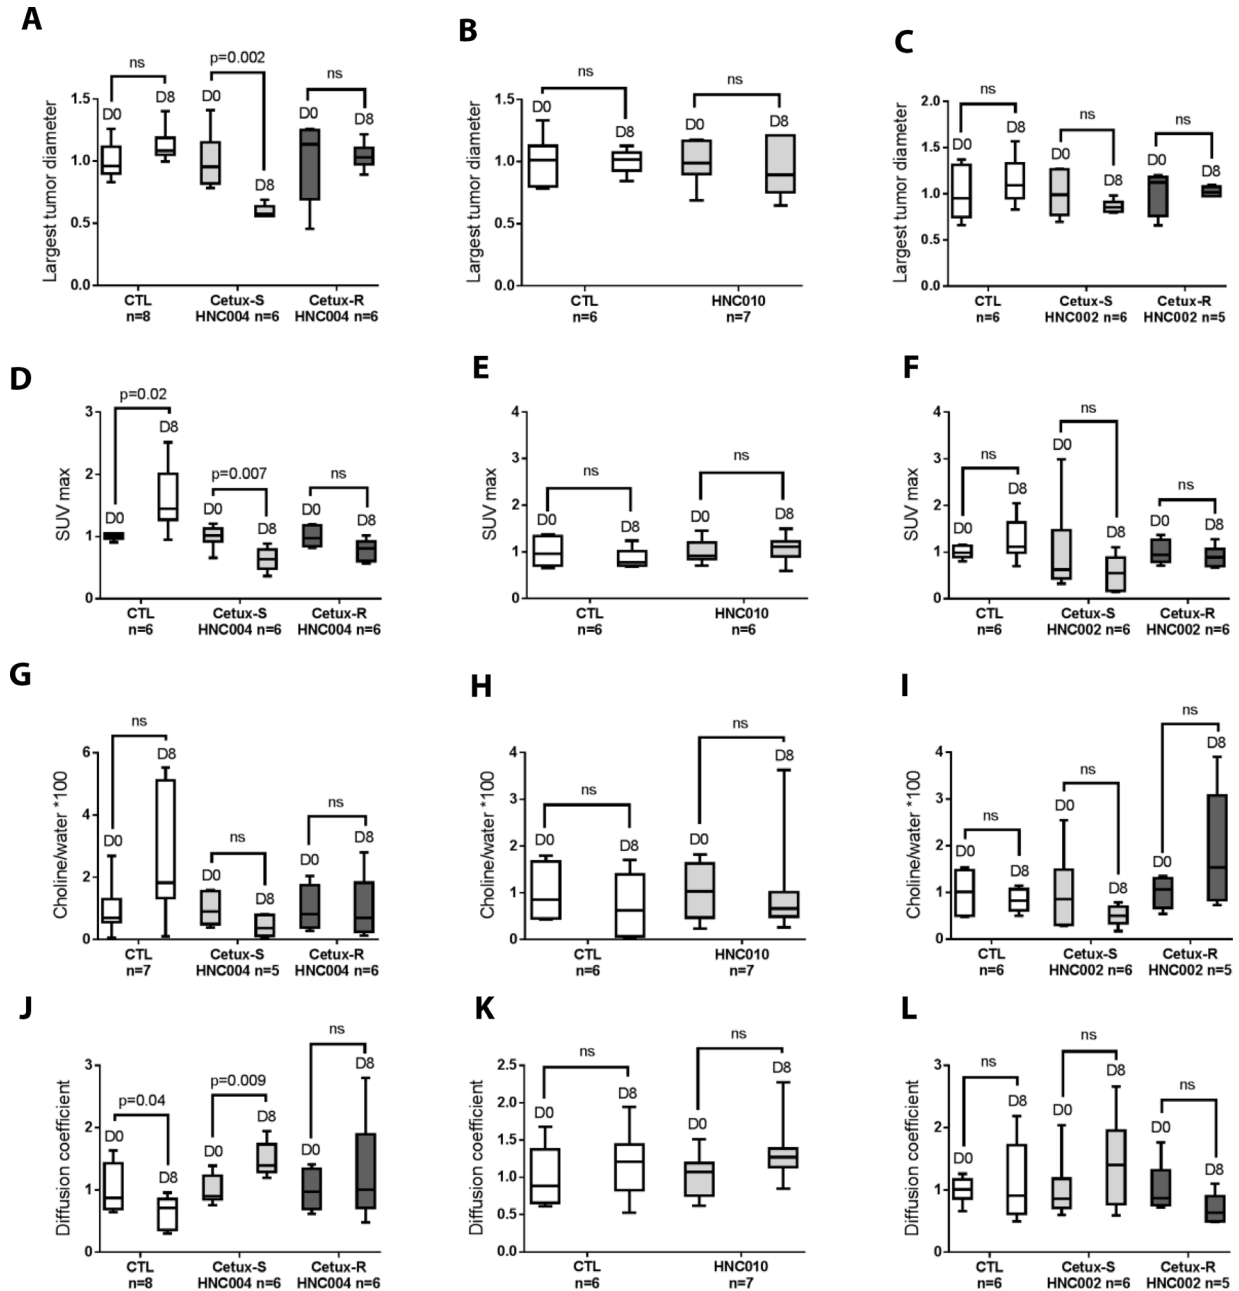 A
ns
p=0.002
ns
D0
D8
D0
D8
D0
D8
Largest tumor diameter
1.5
1.0
0.5
0.0
CTL
n=8
Cetux-S
HNC004 n=6
Cetux-R
HNC004 n=6
B
ns
ns
D0
D8
D0
D8
Largest tumor diameter
1.5
1.0
0.5
0.0
CTL
n=6
HNC010
n=7
C
ns
ns
ns
D0
D8
D0
D8
D0
D8
Largest tumor diameter
2.0
1.5
1.0
0.5
0.0
CTL
n=6
Cetux-S
HNC002 n=6
Cetux-R
HNC002 n=5
D
p=0.02
p=0.007
ns
D0
D8
D0
D8
D0
D8
SUV max
3
2
1
0
CTL
n=6
Cetux-S
HNC004 n=6
Cetux-R
HNC004 n=6
E
ns
ns
D0
D8
D0
D8
SUV max
4
3
2
1
0
CTL
n=6
HNC010
n=6
F
ns
ns
ns
D0
D8
D0
D8
D0
D8
SUV max
4
3
2
1
0
CTL
n=6
Cetux-S
HNC002 n=6
Cetux-R
HNC002 n=6
G
ns
ns
ns
D0
D8
D0
D8
D0
D8
Choline/water *100
6
4
2
0
CTL
n=7
Cetux-S
HNC004 n=5
Cetux-R
HNC004 n=6
H
ns
ns
D0
D8
D0
D8
Choline/water *100
4
3
2
1
0
CTL
n=6
HNC010
n=7
I
ns
ns
ns
D0
D8
D0
D8
D0
D8
Choline/water *100
4
3
2
1
0
CTL
n=6
Cetux-S
HNC002 n=6
Cetux-R
HNC002 n=5
J
p=0.04
p=0.009
ns
D0
D8
D0
D8
D0
D8
Diffusion coefficient
3
2
1
0
CTL
n=8
Cetux-S
HNC004 n=6
Cetux-R
HNC004 n=6
K
ns
ns
D0
D8
D0
D8
Diffusion coefficient
2.5
2.0
1.5
1.0
0.5
0.0
CTL
n=6
HNC010
n=7
L
ns
ns
ns
D0
D8
D0
D8
D0
D8
Diffusion coefficient
3
2
1
0
CTL
n=6
Cetux-S
HNC002 n=6
Cetux-R
HNC002 n=5